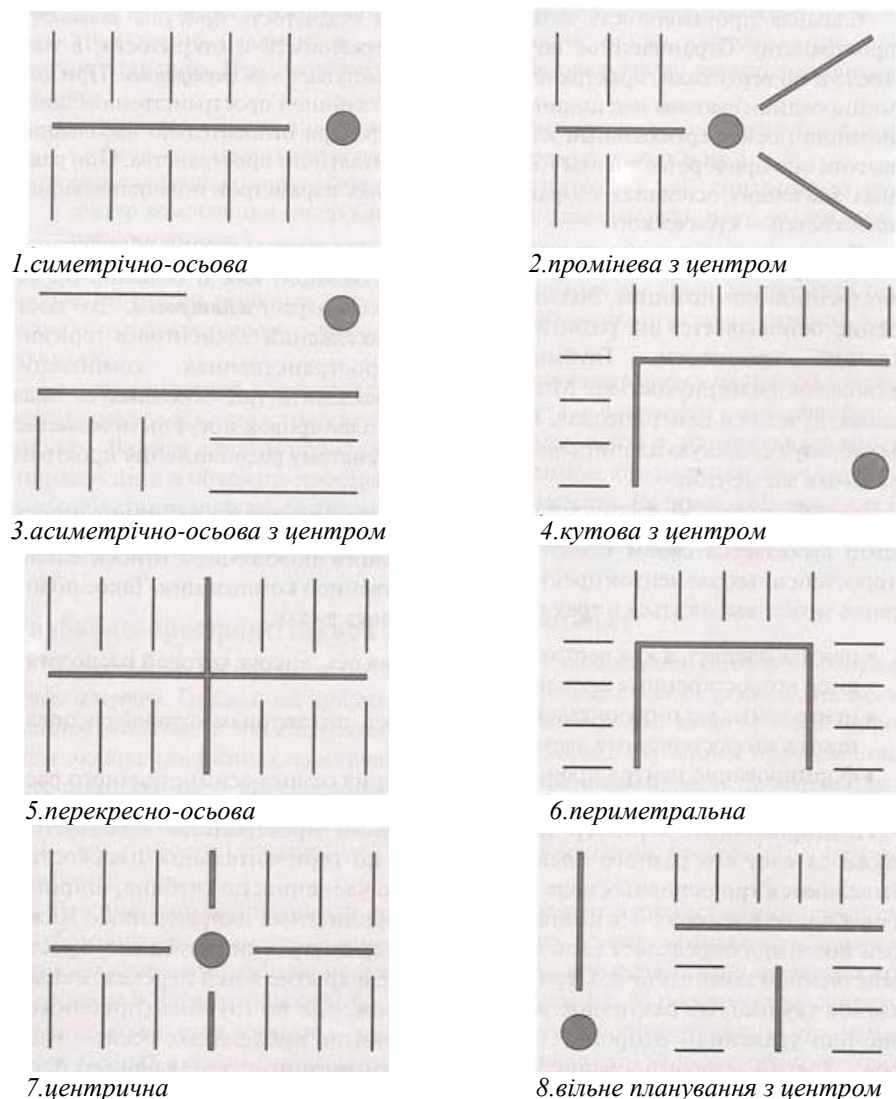 1.симетрічно-осьова
2.промінева з центром
3.асиметрічно-осьова з центром
4.кутова з центром
5.перекресно-осьова
6.периметральна
7.центрична
8.вільне планування з центром